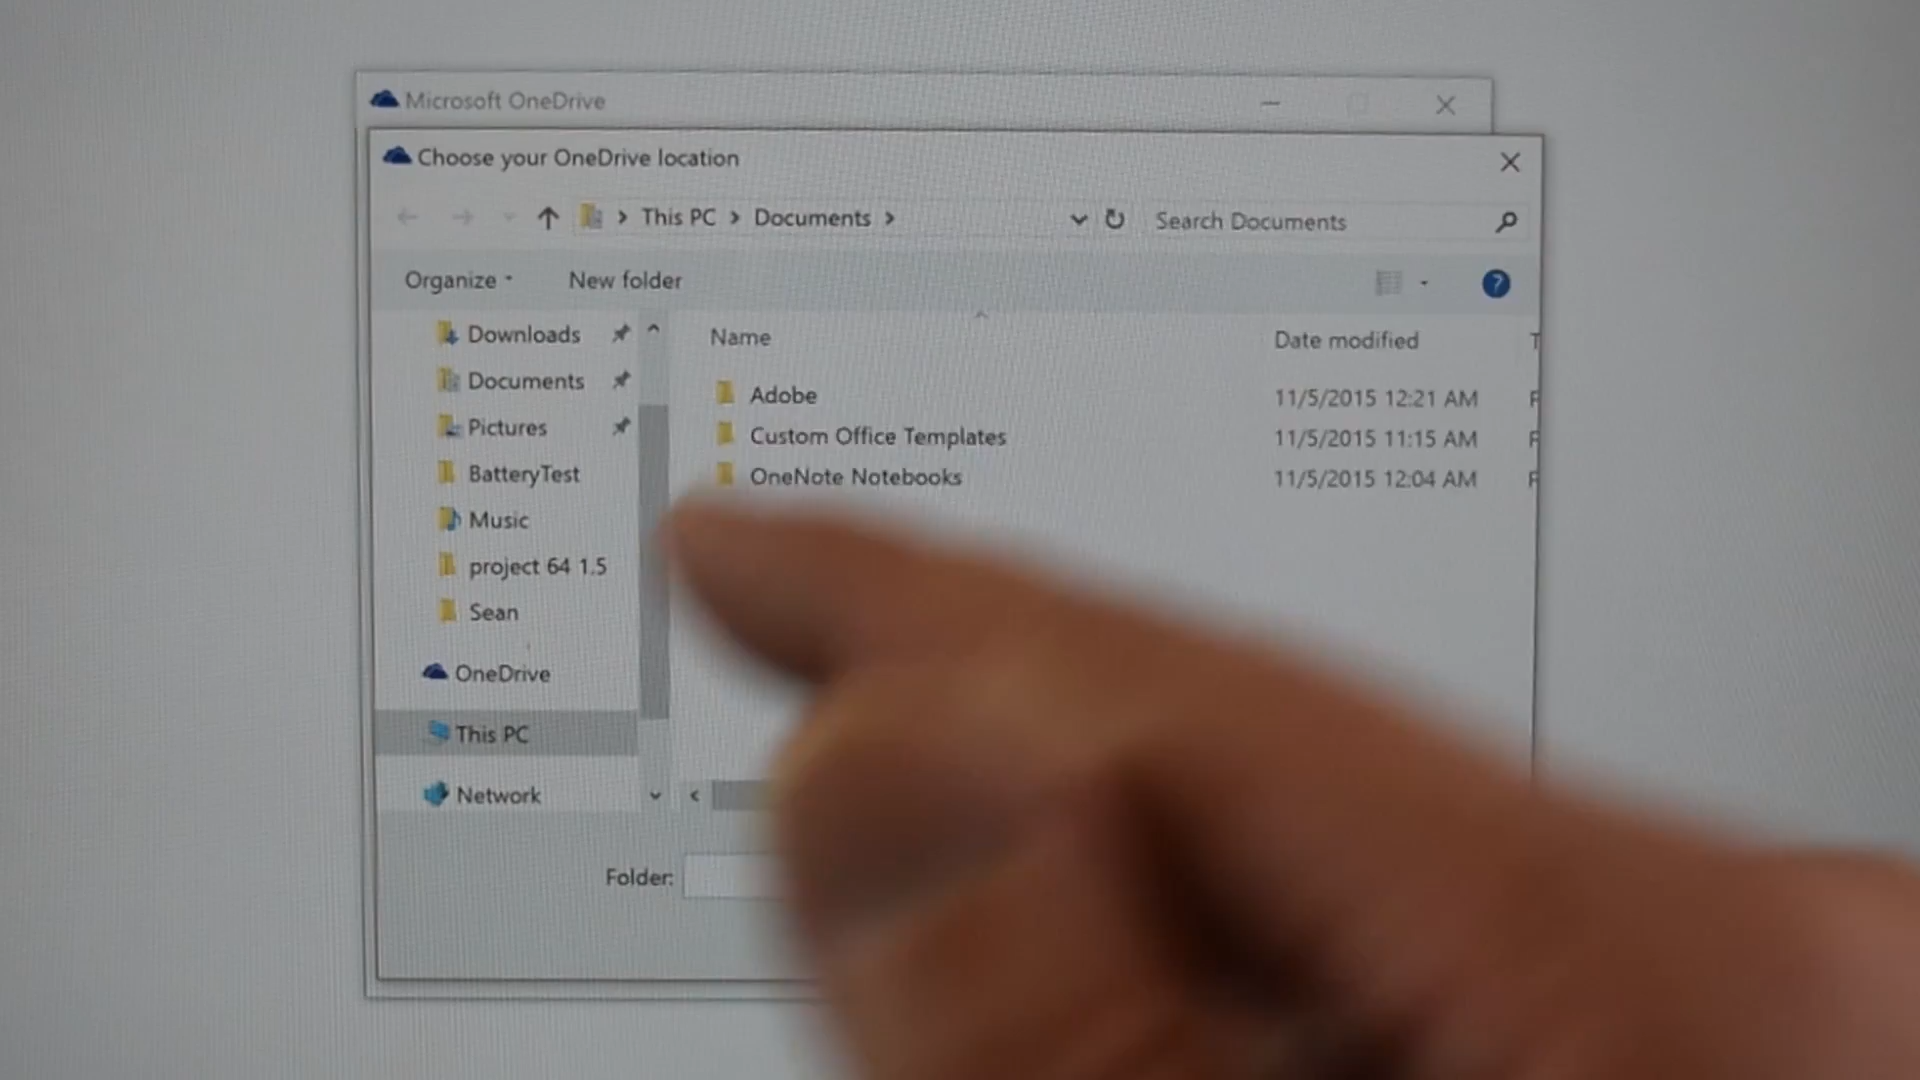 Microsoft OneDrive
Choose your OneDrive location
This PC > Documents >
Search Documents
Organize
New folder
?
Name
Date modified
Downloads
Documents
Pictures
BatteryTest
Music
project 64 1.5
Sean
OneDrive
This PC
Network
Adobe 11/5/2015 12:21 AM
Custom Office Templates 11/5/2015 11:15 AM
OneNote Notebooks 11/5/2015 12:04 AM
Folder: